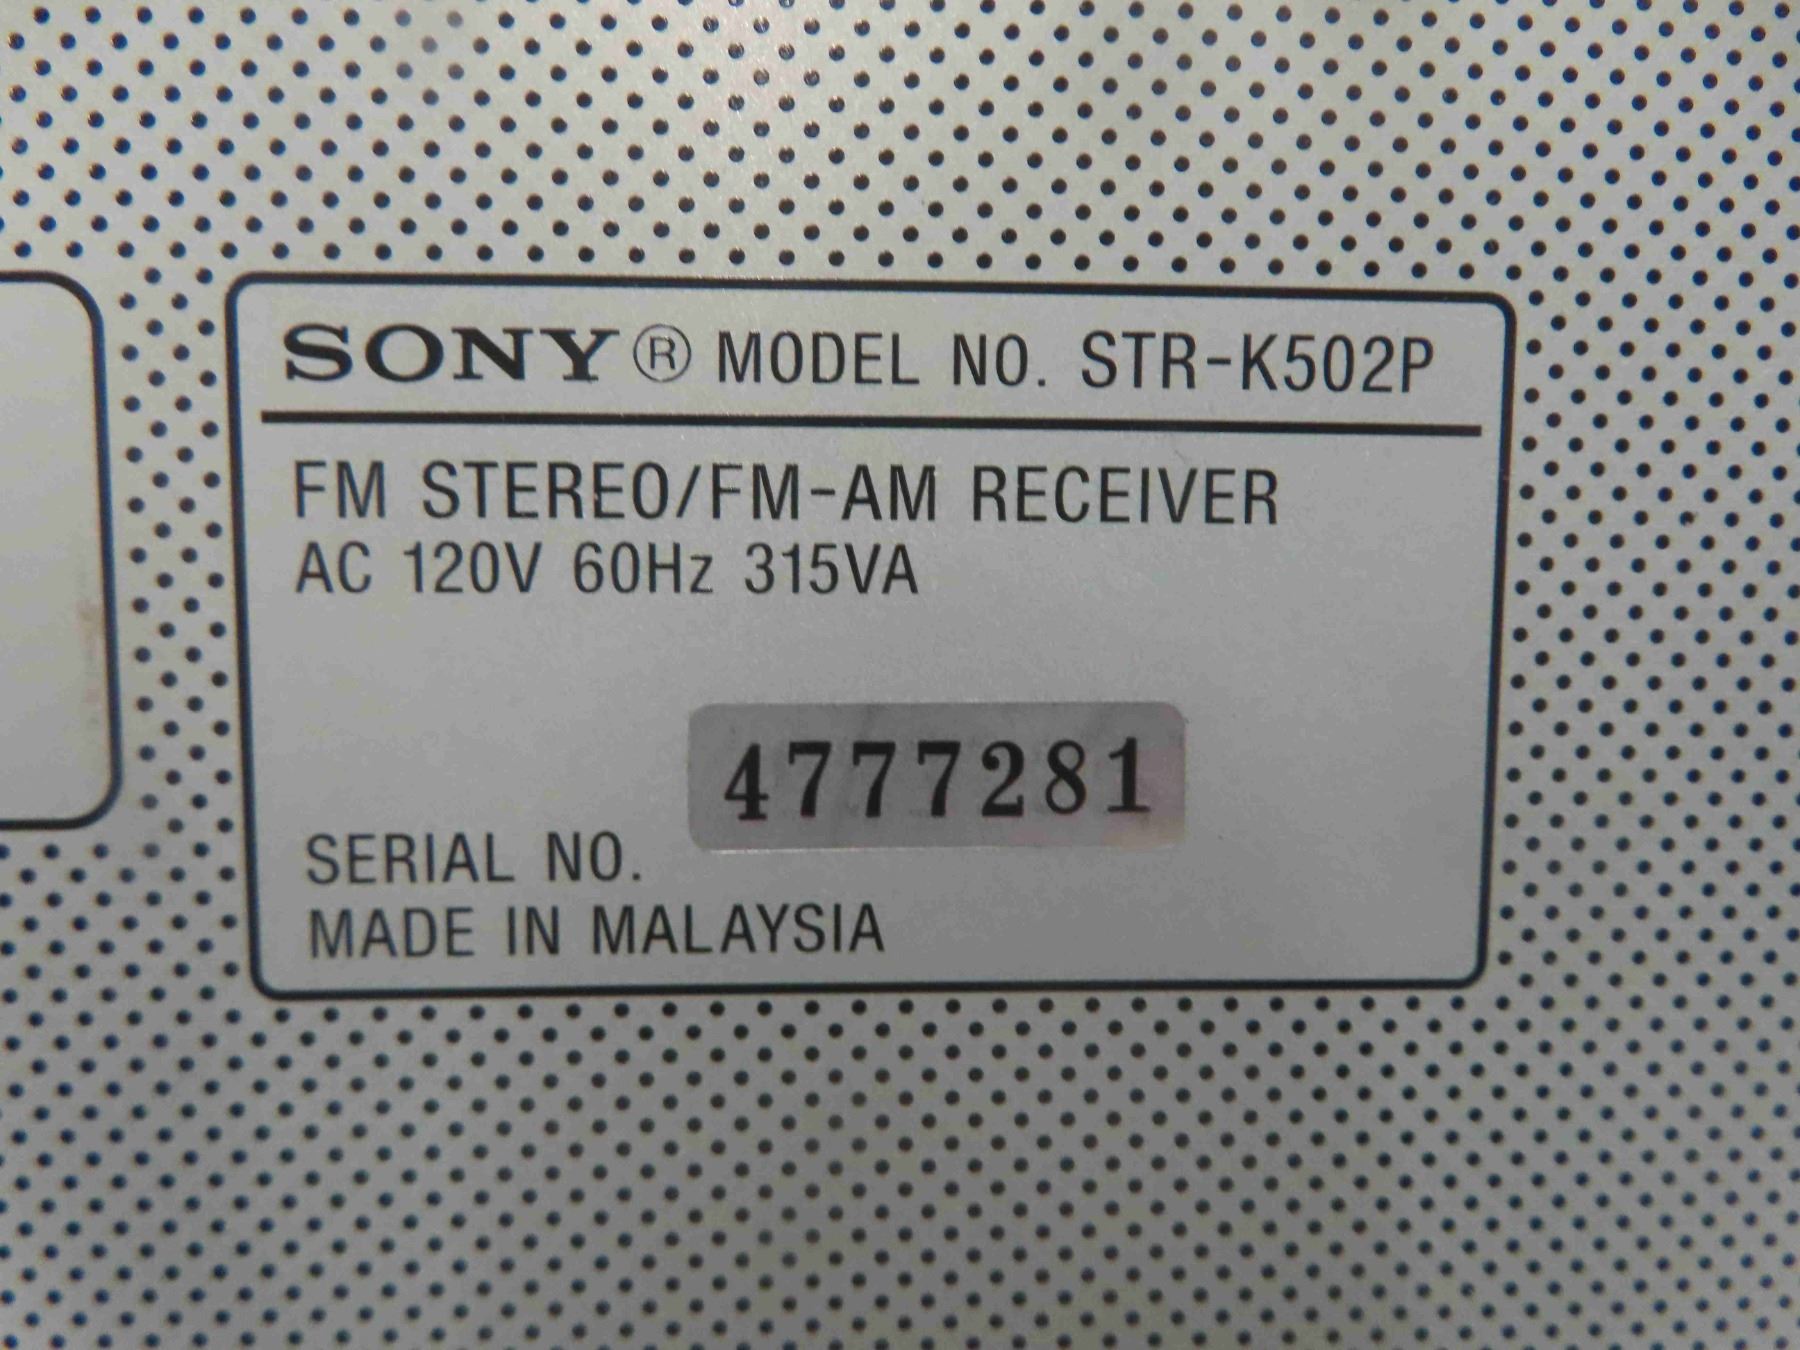 SONY® MODEL NO. STR-K502P
FM STEREO/FM-AM RECEIVER
AC 120V 60Hz 315VA
4777281
SERIAL NO.
MADE IN MALAYSIA